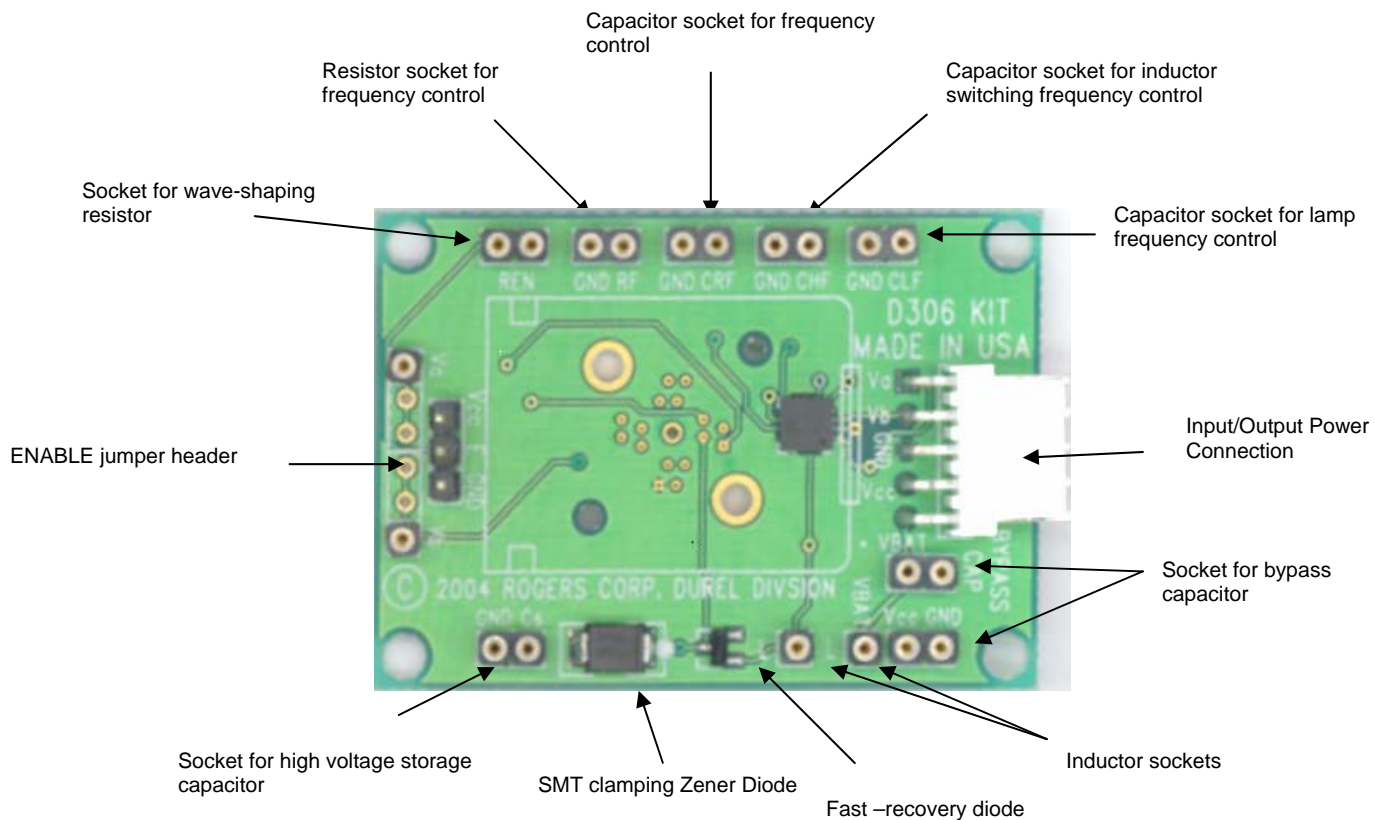 Capacitor socket for frequency
control
Resistor socket for
frequency control
Capacitor socket for inductor
switching frequency control
Socket for wave-shaping
resistor
Capacitor socket for lamp
frequency control
REN
GND RF
GND CRF
GND CHF
GND CLF
D306 KIT
MADE IN USA
Va
Vb
GND
Vcc
+ VBAT
BYPASS
CAP
Va
Vcc
GND
ENABLE jumper header
Input/Output Power
Connection
© 2004 ROGERS CORP. DUREL DIVSION
VBAT
Vcc GND
GND Cs
L
Socket for bypass
capacitor
Socket for high voltage storage
capacitor
SMT clamping Zener Diode
Fast –recovery diode
Inductor sockets